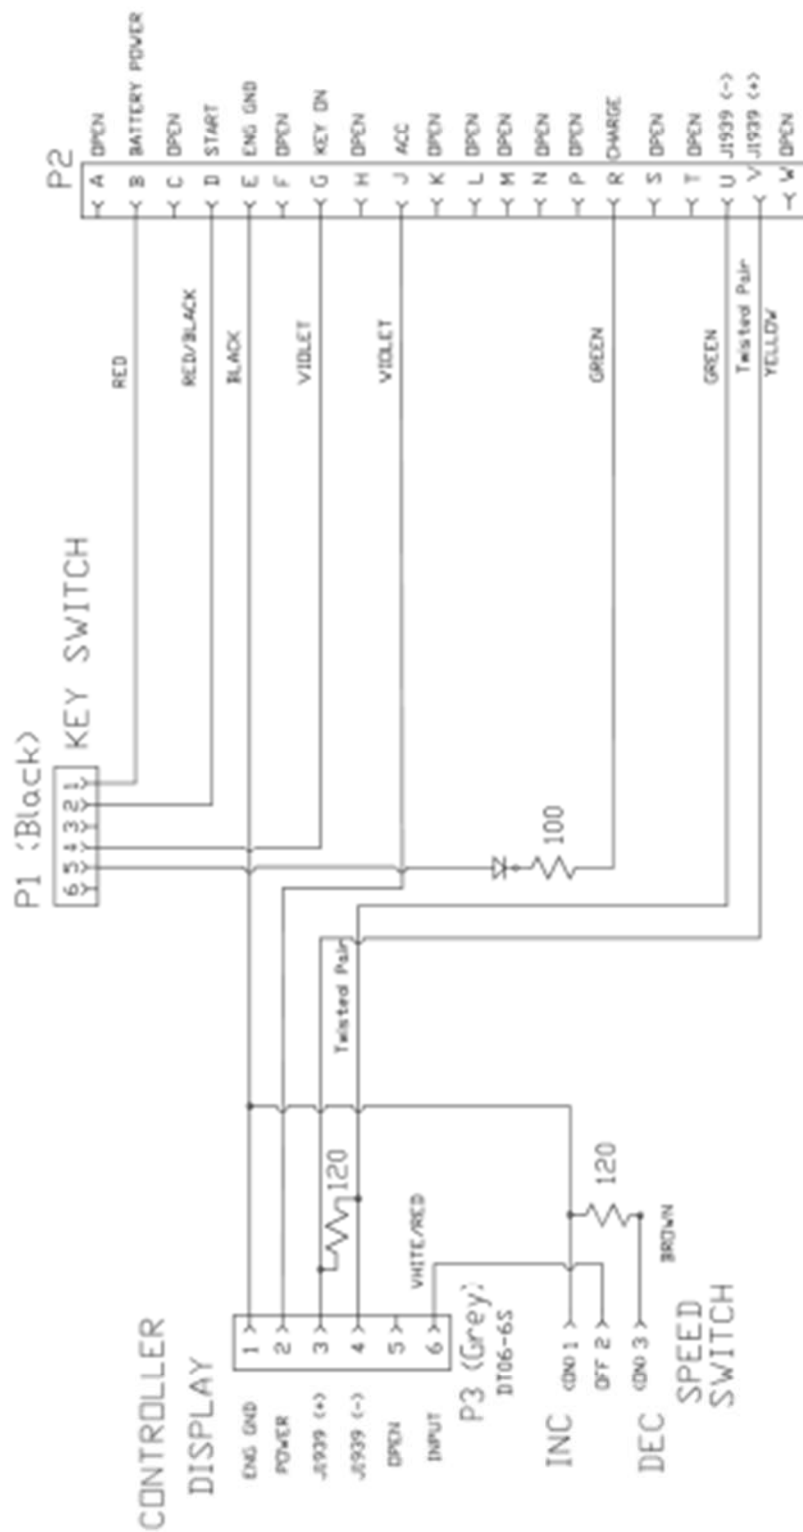 P2
A OPEN
B BATTERY POWER
C OPEN
D START
E ENG GND
F OPEN
G KEY ON
H OPEN
J ACC
K OPEN
L OPEN
M OPEN
N OPEN
P OPEN
R CHARGE
S OPEN
T OPEN
U J1939 (-)
V J1939 (+)
W OPEN
RED
RED/BLACK
BLACK
VIOLET
VIOLET
GREEN
GREEN
Twisted Pair
YELLOW
P1 (Black)
KEY SWITCH
1
2
3
4
5
6
100
Twisted Pair
120
WHITE/RED
120
BROWN
CONTROLLER
DISPLAY
ENG GND 1
POWER 2
J1939 (+) 3
J1939 (-) 4
OPEN 5
INPUT 6
P3 (Grey)
DT06-6S
INC (ON) 1
OFF 2
DEC (ON) 3
SPEED
SWITCH